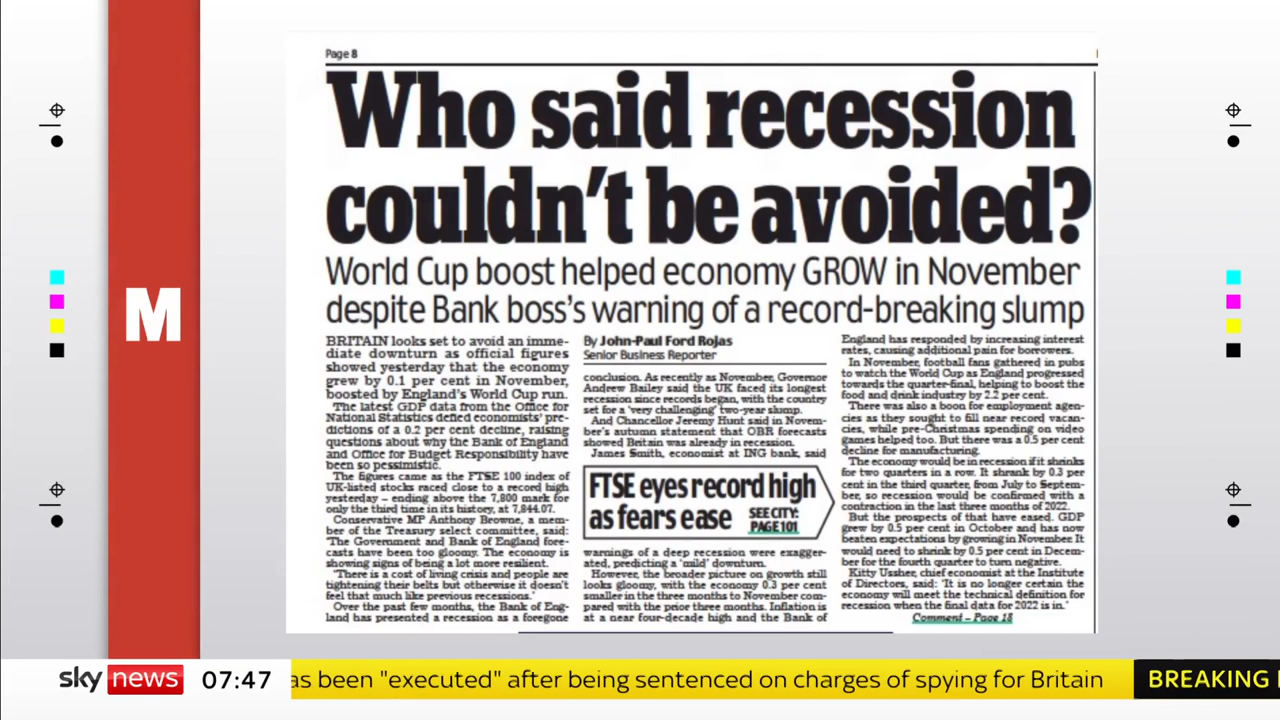 Page 8
Who said recession
couldn't be avoided?
World Cup boost helped economy GROW in November
despite Bank boss's warning of a record-breaking slump
BRITAIN looks set to avoid an imme-
diate downturn as official figures
showed yesterday that the economy
grew by 0.1 per cent in November,
boosted by England's World Cup run.
The latest GDP data from the Office for
National Statistics defied economists' pre-
dictions of a 0.2 per cent decline, raising
questions about why the Bank of England
and Office for Budget Responsibility have
been so pessimistic.
The figures came as the FTSE 100 index of
UK-listed stocks raced close to a record high
yesterday – ending above the 7,800 mark for
only the third time in its history, at 7,844.07.
Conservative MP Anthony Browne, a mem-
ber of the Treasury select committee, said:
'The Government and Bank of England fore-
casts have been too gloomy. The economy is
showing signs of being a lot more resilient.
'There is a cost of living crisis and people are
tightening their belts but otherwise it doesn't
feel that much like previous recessions.'
Over the past few months, the Bank of Eng-
land has presented a recession as a foregone
By John-Paul Ford Rojas
Senior Business Reporter
conclusion. As recently as November, Governor
Andrew Bailey said the UK faced its longest
recession since records began, with the country
set for a 'very challenging' two-year slump.
And Chancellor Jeremy Hunt said in Novem-
ber's autumn statement that OBR forecasts
showed Britain was already in recession.
James Smith, economist at ING bank, said
FTSE eyes record high
as fears ease SEE CITY:
PAGE 101
warnings of a deep recession were exagger-
ated, predicting a 'mild' downturn.
However, the broader picture on growth still
looks gloomy, with the economy 0.3 per cent
smaller in the three months to November com-
pared with the prior three months. Inflation is
at a near four-decade high and the Bank of
England has responded by increasing interest
rates, causing additional pain for borrowers.
In November, football fans gathered in pubs
to watch the World Cup as England progressed
towards the quarter-final, helping to boost the
food and drink industry by 2.2 per cent.
There was also a boon for employment agen-
cies as they sought to fill near record vacan-
cies, while pre-Christmas spending on video
games helped too. But there was a 0.5 per cent
decline for manufacturing.
The economy would be in recession if it shrinks
for two quarters in a row. It shrank by 0.3 per
cent in the third quarter, from July to Septem-
ber, so recession would be confirmed with a
contraction in the last three months of 2022.
But the prospects of that have eased. GDP
grew by 0.5 per cent in October and has now
beaten expectations by growing in November. It
would need to shrink by 0.5 per cent in Decem-
ber for the fourth quarter to turn negative.
Kitty Ussher, chief economist at the Institute
of Directors, said: 'It is no longer certain the
economy will meet the technical definition for
recession when the final data for 2022 is in.'
Comment – Page 18
M
sky news 07:47 as been "executed" after being sentenced on charges of spying for Britain BREAKING